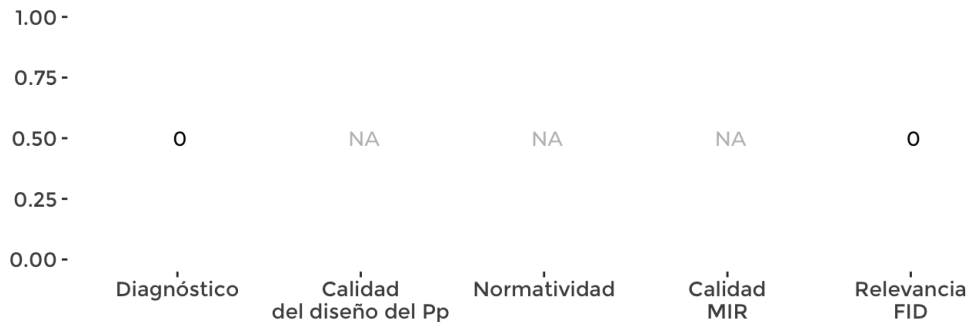 1.00
0.75
0.50
0.25
0.00
0
NA
NA
NA
0
Diagnóstico
Calidad
del diseño del Pp
Normatividad
Calidad
MIR
Relevancia
FID